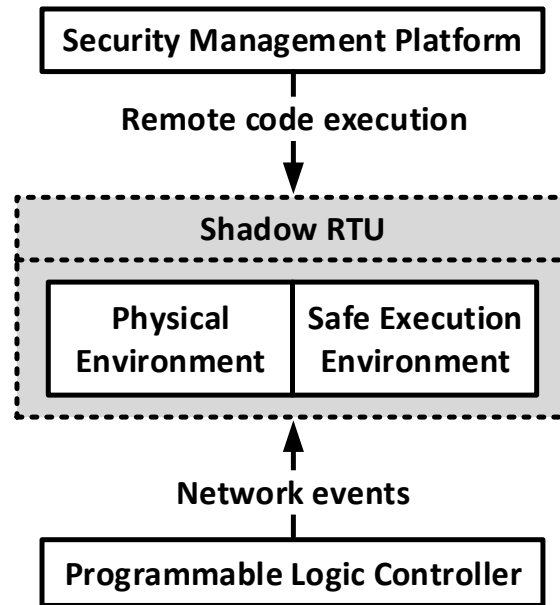 Security Management Platform
Remote code execution
Shadow RTU
Physical
Environment
Safe Execution
Environment
Network events
Programmable Logic Controller